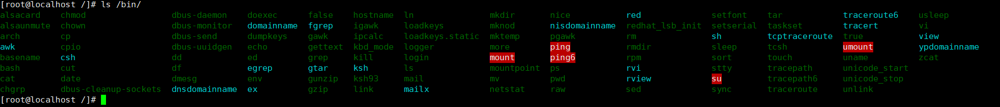 [root@localhost /]# ls /bin/
alsacard chmod dbus-daemon doexec false hostname ln mkdir nice red setfont tar traceroute6 usleep
alsaunmute chown dbus-monitor domainname fgrep igawk loadkeys mknod nisdomainname redhat_lsb_init setserial taskset tracert vi
arch cp dbus-send dumpkeys gawk ipcalc loadkeys.static mktemp pgawk rm sh tcptraceroute true view
awk cpio dbus-uuidgen echo gettext kbd_mode logger more ping rmdir sleep tcsh umount ypdomainname
basename csh dd ed grep kill login mount ping6 rpm sort touch uname zcat
bash cut df egrep gtar ksh ls mountpoint ps rvi stty tracepath unicode_start
cat date dmesg env gunzip ksh93 mail mv pwd rview su tracepath6 unicode_stop
chgrp dbus-cleanup-sockets dnsdomainname ex gzip link mailx netstat raw sed sync traceroute unlink
[root@localhost /]#